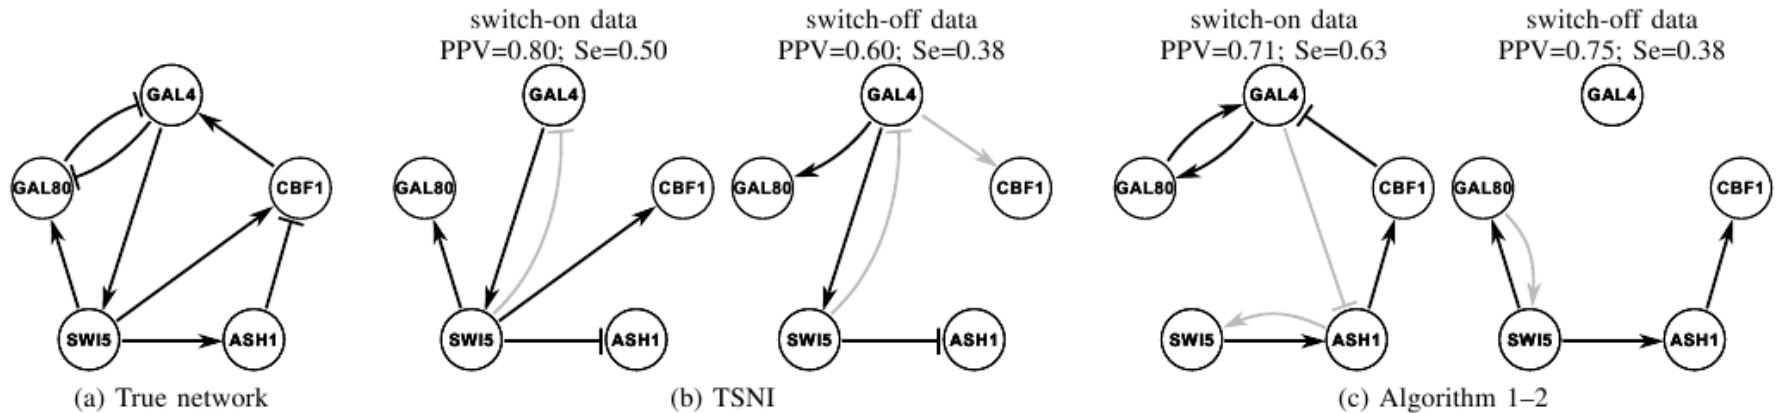 switch-on data
PPV=0.80; Se=0.50
switch-off data
PPV=0.60; Se=0.38
switch-on data
PPV=0.71; Se=0.63
switch-off data
PPV=0.75; Se=0.38
GAL4
GAL80
CBF1
SWI5
ASH1
(a) True network
GAL4
GAL80
CBF1
SWI5
ASH1
GAL4
GAL80
CBF1
SWI5
ASH1
(b) TSNI
GAL4
GAL80
CBF1
SWI5
ASH1
GAL4
GAL80
CBF1
SWI5
ASH1
(c) Algorithm 1–2